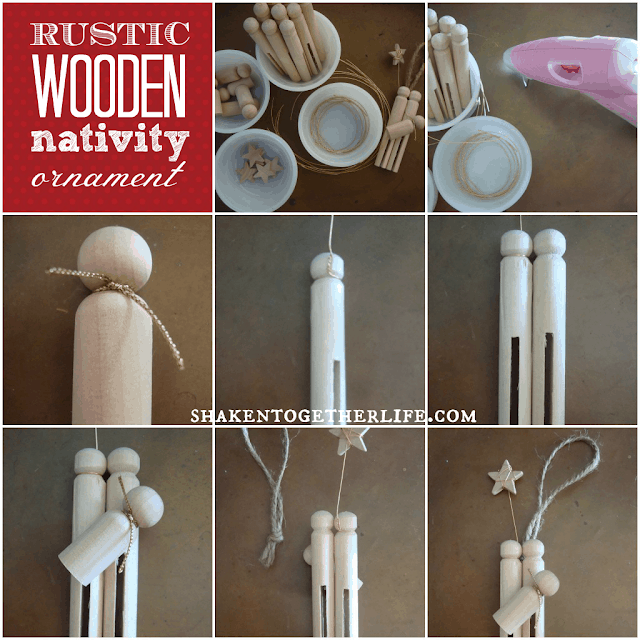 RUSTIC
WOODEN
nativity
ornament
SHAKENTOGETHERLIFE.COM